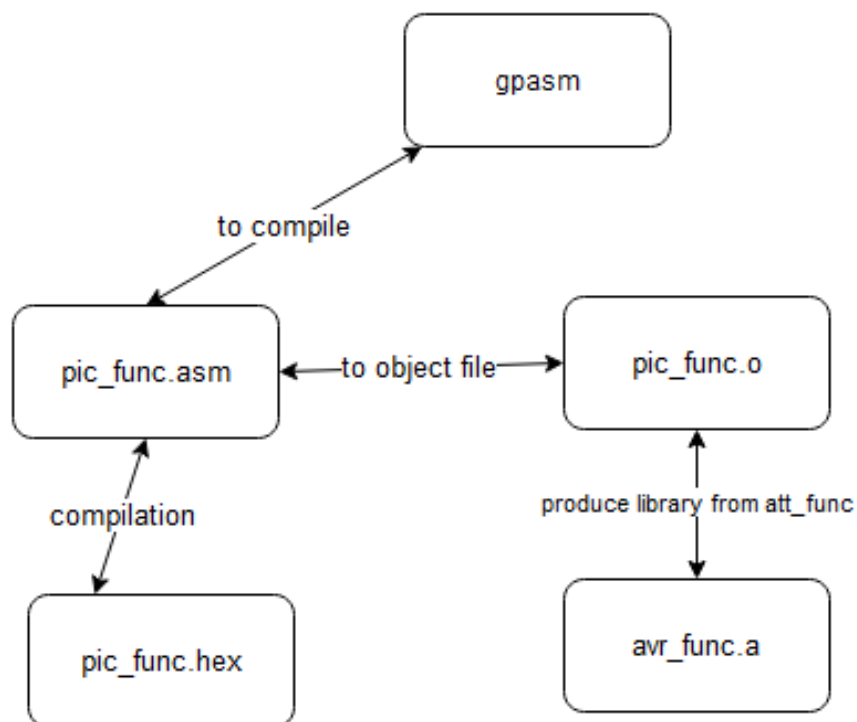 gpasm
to compile
pic_func.asm
to object file
pic_func.o
compilation
produce library from att_func
pic_func.hex
avr_func.a